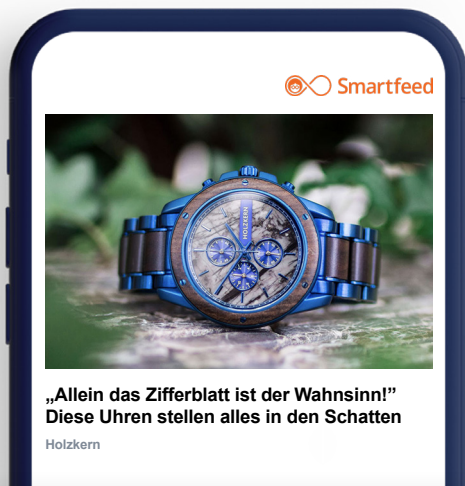 Smartfeed
HOLZKERN
„Allein das Zifferblatt ist der Wahnsinn!”
Diese Uhren stellen alles in den Schatten
Holzkern